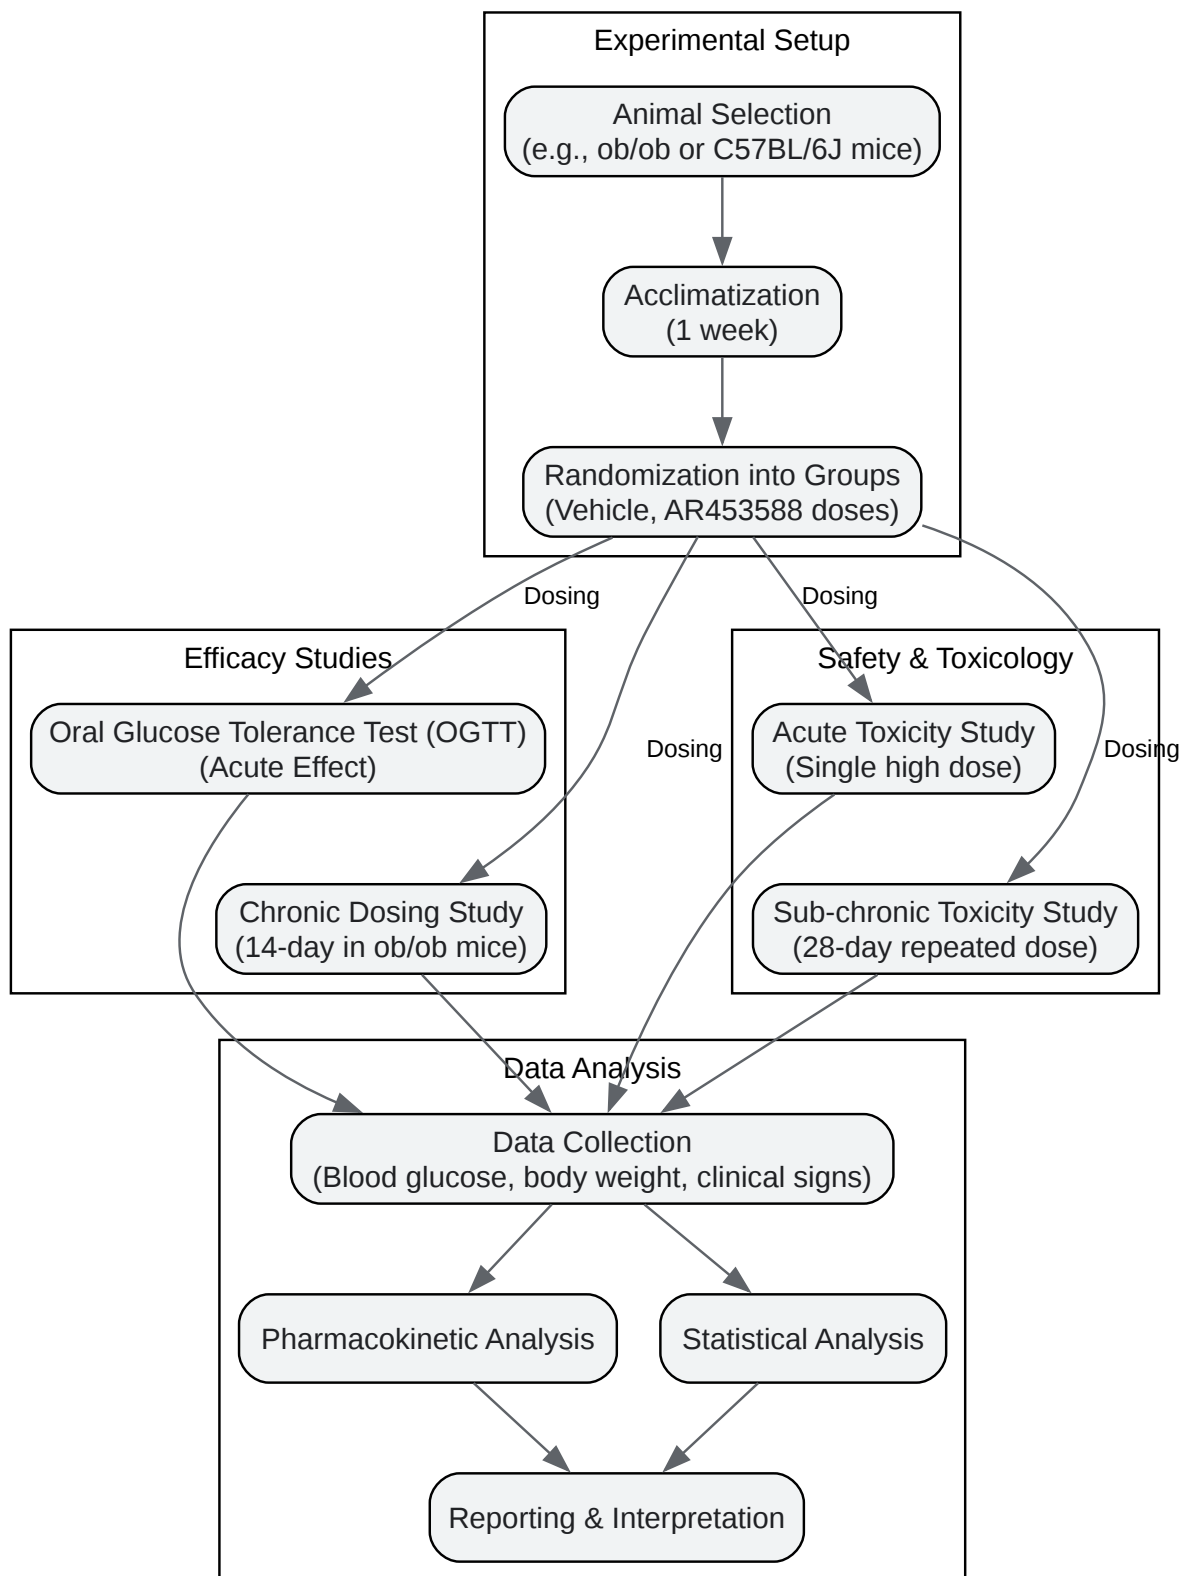 Experimental Setup
Animal Selection
(e.g., ob/ob or C57BL/6J mice)
Acclimatization
(1 week)
Randomization into Groups
(Vehicle, AR453588 doses)
Dosing
Dosing
Efficacy Studies
Safety & Toxicology
Oral Glucose Tolerance Test (OGTT)
(Acute Effect)
Dosing
Acute Toxicity Study
(Single high dose)
Dosing
Chronic Dosing Study
(14-day in ob/ob mice)
Sub-chronic Toxicity Study
(28-day repeated dose)
Data Analysis
Data Collection
(Blood glucose, body weight, clinical signs)
Pharmacokinetic Analysis
Statistical Analysis
Reporting & Interpretation